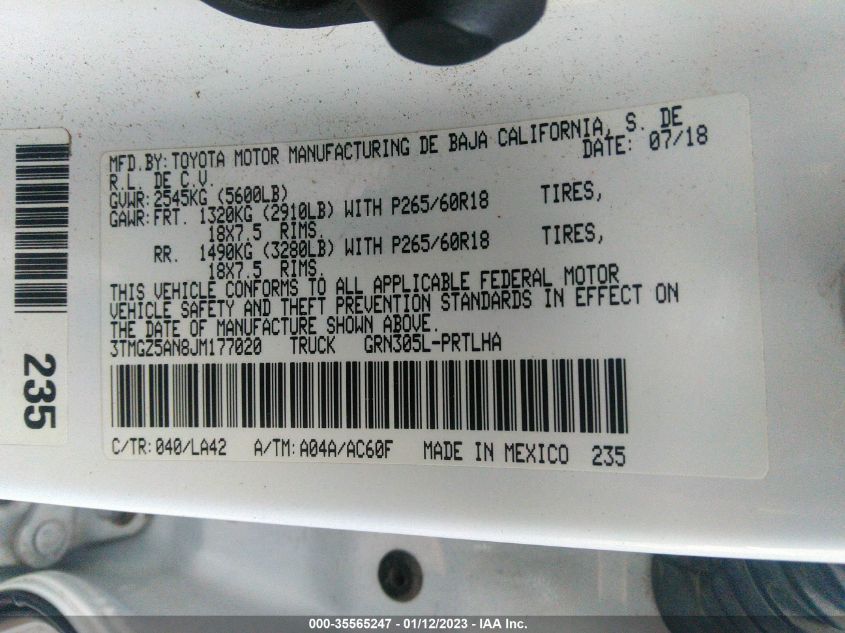 MFD.BY: TOYOTA MOTOR MANUFACTURING DE BAJA CALIFORNIA, S. DE
R.L. DE C.V. DATE: 07/18
GVWR: 2545KG (5600LB)
GAWR: FRT. 1320KG (2910LB) WITH P265/60R18 TIRES,
18X7.5 RIMS.
RR. 1490KG (3280LB) WITH P265/60R18 TIRES,
18X7.5 RIMS.
THIS VEHICLE CONFORMS TO ALL APPLICABLE FEDERAL MOTOR
VEHICLE SAFETY AND THEFT PREVENTION STANDARDS IN EFFECT ON
THE DATE OF MANUFACTURE SHOWN ABOVE.
3TMGZ5AN8JM177020 TRUCK GRN305L-PRTLHA
C/TR: 040/LA42 A/TM: A04A/AC60F MADE IN MEXICO 235
235
000-35565247 - 01/12/2023 - IAA Inc.